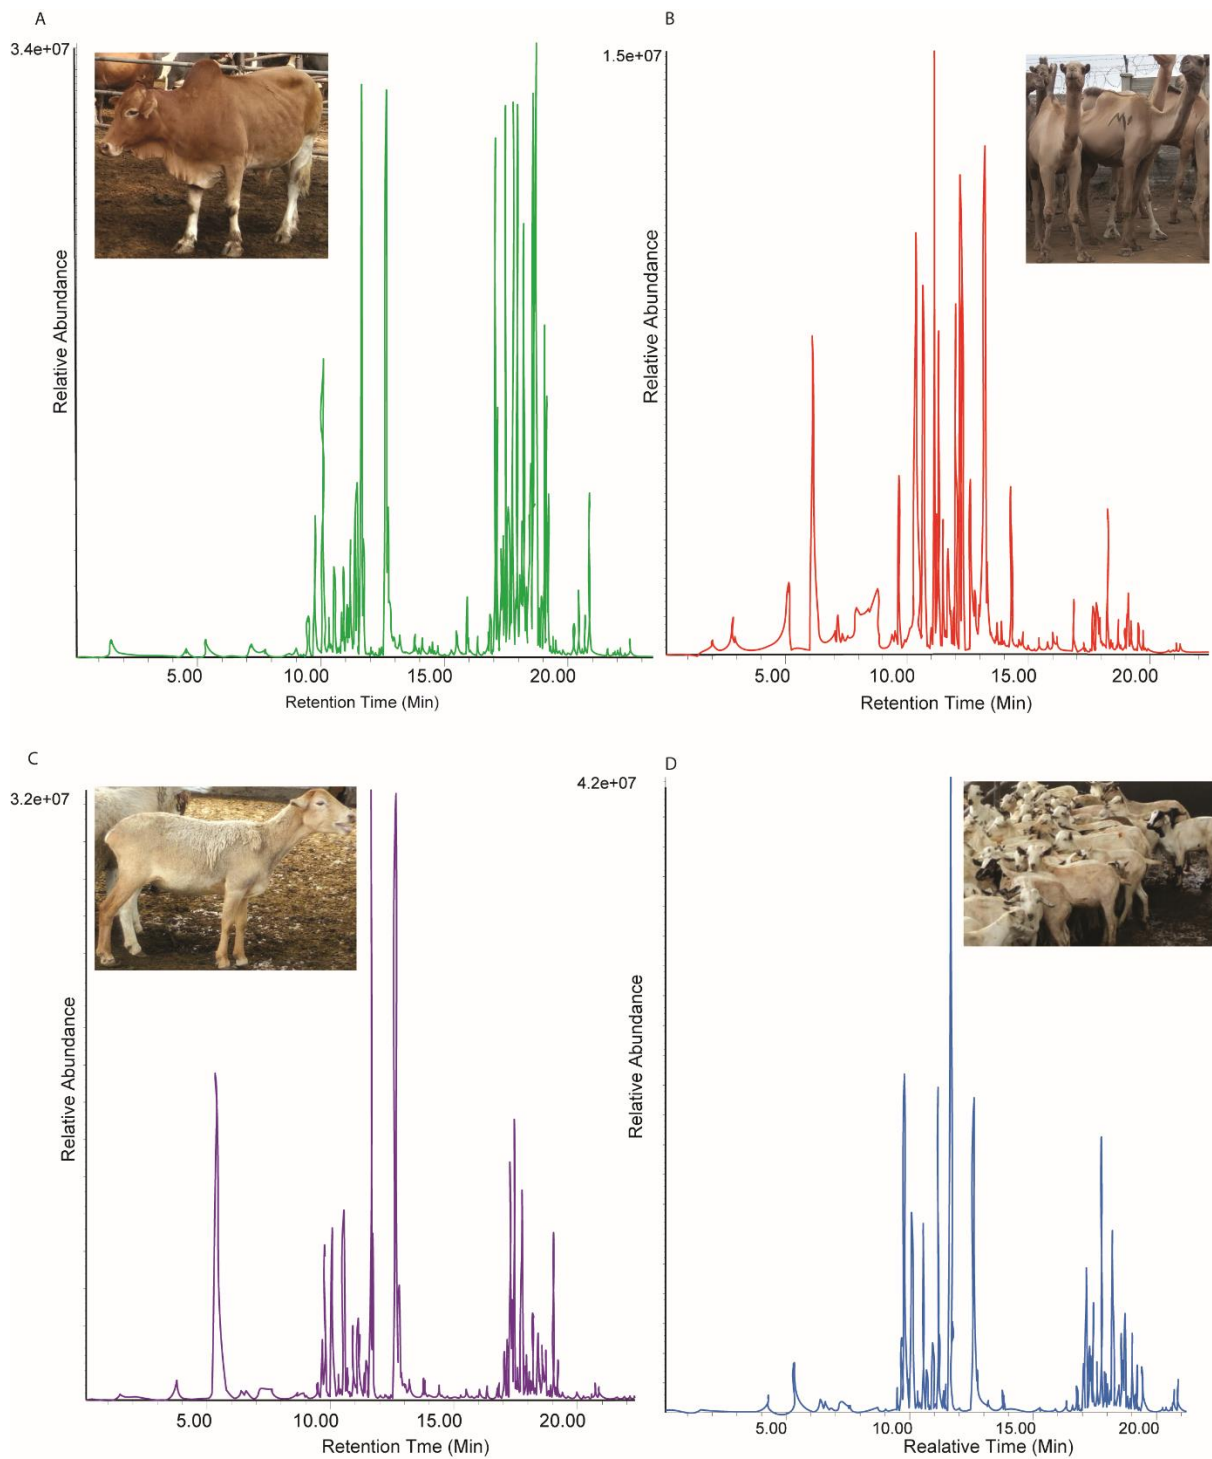 A
3.4e+07
Relative Abundance
5.00 10.00 15.00 20.00
Retention Time (Min)
B
1.5e+07
Relative Abundance
5.00 10.00 15.00 20.00
Retention Time (Min)
C
3.2e+07
Relative Abundance
5.00 10.00 15.00 20.00
Retention Tme (Min)
D
4.2e+07
Relative Abundance
5.00 10.00 15.00 20.00
Realative Time (Min)